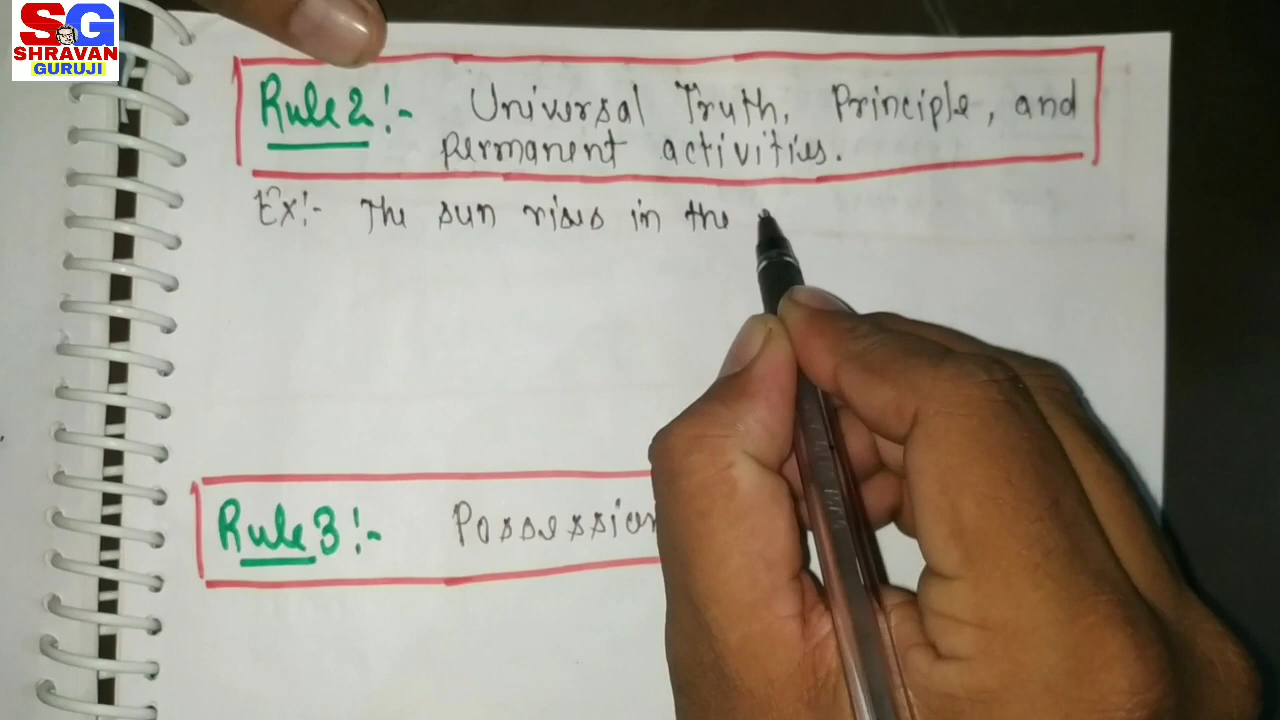 SG
SHRAVAN
GURUJI
Rule 2:- Universal Truth, Principle, and
permanent activities.
Ex:- The sun rises in the
Rule 3:- Possession